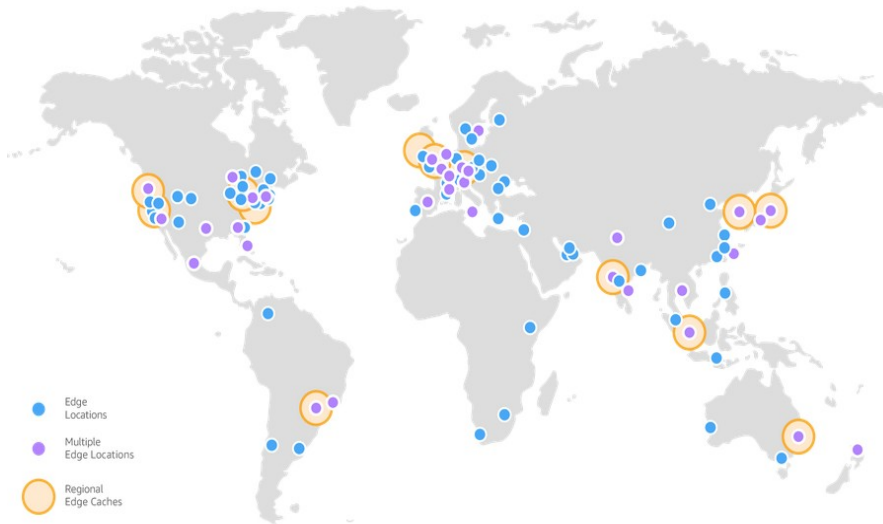 Edge
Locations
Multiple
Edge Locations
Regional
Edge Caches